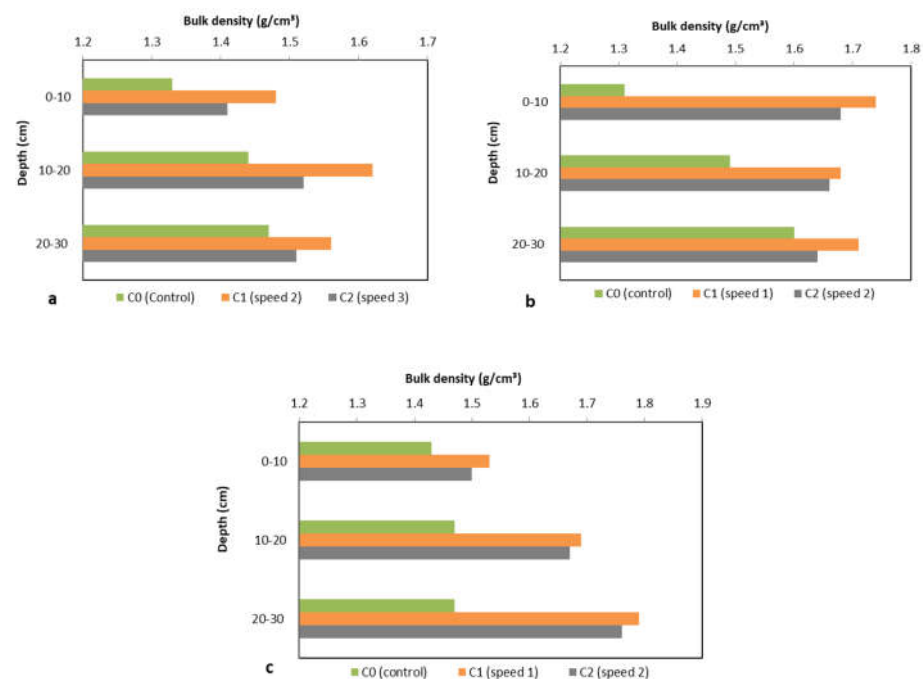 Bulk density (g/cm³)
1.2 1.3 1.4 1.5 1.6 1.7
Depth (cm)
0-10
10-20
20-30
a
C0 (Control) C1 (speed 2) C2 (speed 3)
Bulk density (g/cm³)
1.2 1.3 1.4 1.5 1.6 1.7 1.8
Depth (cm)
0-10
10-20
20-30
b
C0 (control) C1 (speed 1) C2 (speed 2)
Bulk density (g/cm³)
1.2 1.3 1.4 1.5 1.6 1.7 1.8 1.9
Depth (cm)
0-10
10-20
20-30
c
C0 (control) C1 (speed 1) C2 (speed 2)